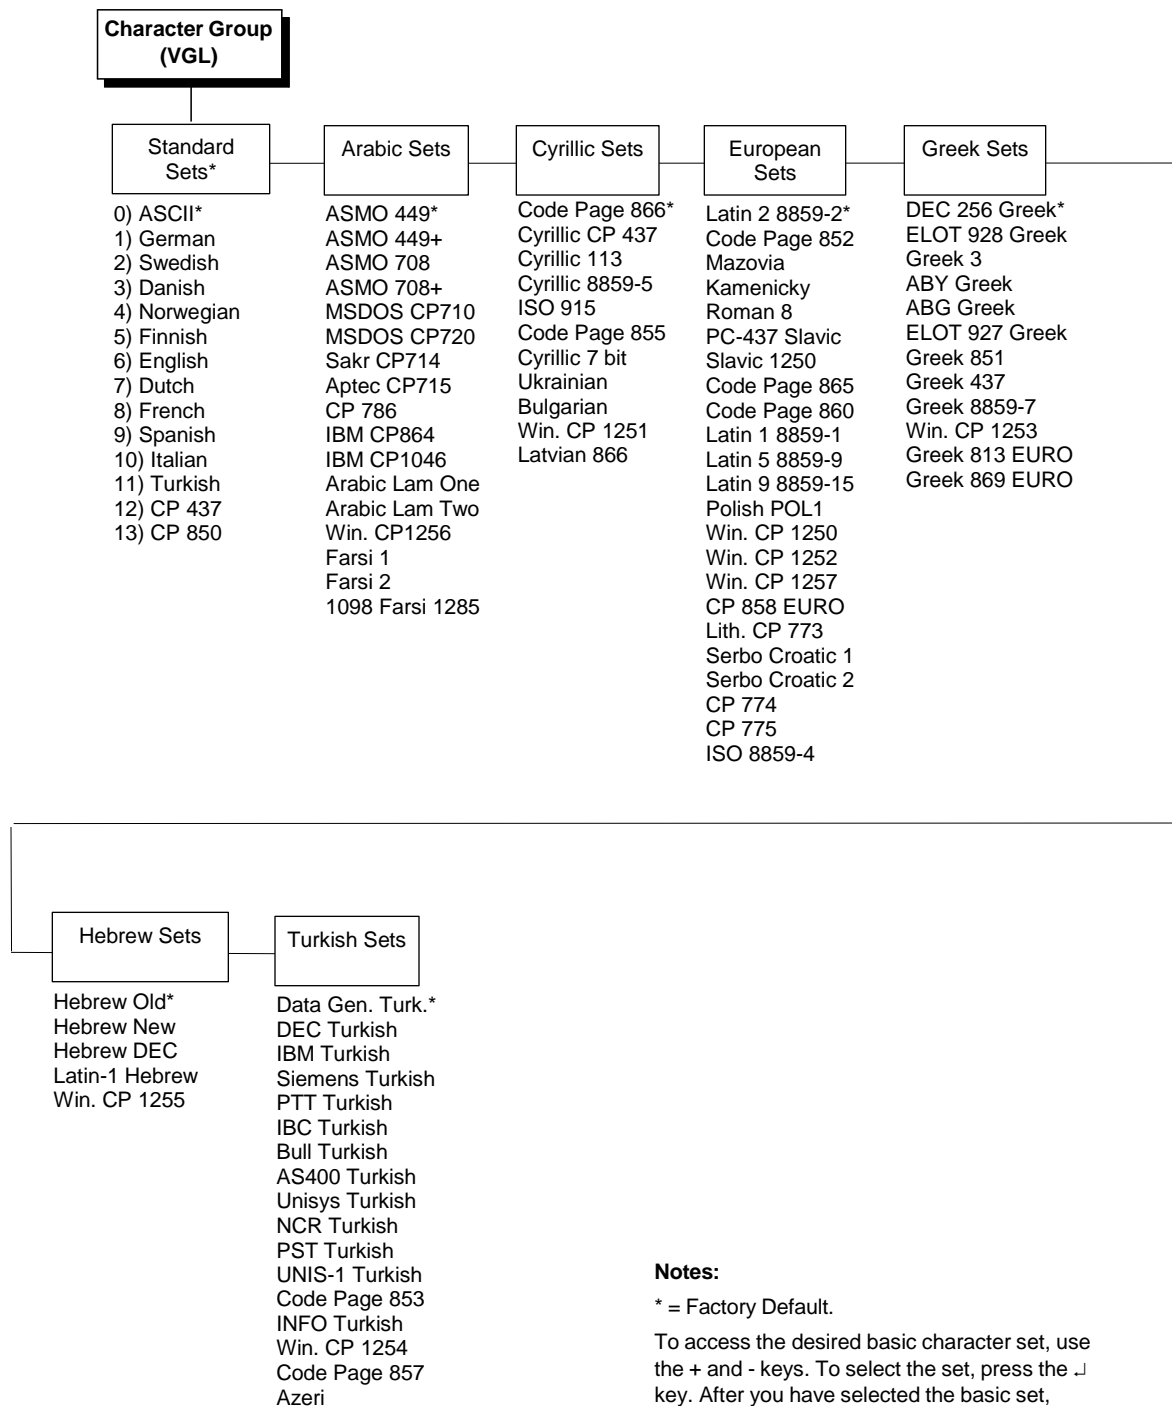 Character Group
(VGL)
Standard
Sets*
0) ASCII*
1) German
2) Swedish
3) Danish
4) Norwegian
5) Finnish
6) English
7) Dutch
8) French
9) Spanish
10) Italian
11) Turkish
12) CP 437
13) CP 850
Arabic Sets
ASMO 449*
ASMO 449+
ASMO 708
ASMO 708+
MSDOS CP710
MSDOS CP720
Sakr CP714
Aptec CP715
CP 786
IBM CP864
IBM CP1046
Arabic Lam One
Arabic Lam Two
Win. CP1256
Farsi 1
Farsi 2
1098 Farsi 1285
Cyrillic Sets
Code Page 866*
Cyrillic CP 437
Cyrillic 113
Cyrillic 8859-5
ISO 915
Code Page 855
Cyrillic 7 bit
Ukrainian
Bulgarian
Win. CP 1251
Latvian 866
European
Sets
Latin 2 8859-2*
Code Page 852
Mazovia
Kamenicky
Roman 8
PC-437 Slavic
Slavic 1250
Code Page 865
Code Page 860
Latin 1 8859-1
Latin 5 8859-9
Latin 9 8859-15
Polish POL1
Win. CP 1250
Win. CP 1252
Win. CP 1257
CP 858 EURO
Lith. CP 773
Serbo Croatic 1
Serbo Croatic 2
CP 774
CP 775
ISO 8859-4
Greek Sets
DEC 256 Greek*
ELOT 928 Greek
Greek 3
ABY Greek
ABG Greek
ELOT 927 Greek
Greek 851
Greek 437
Greek 8859-7
Win. CP 1253
Greek 813 EURO
Greek 869 EURO
Hebrew Sets
Hebrew Old*
Hebrew New
Hebrew DEC
Latin-1 Hebrew
Win. CP 1255
Turkish Sets
Data Gen. Turk.*
DEC Turkish
IBM Turkish
Siemens Turkish
PTT Turkish
IBC Turkish
Bull Turkish
AS400 Turkish
Unisys Turkish
NCR Turkish
PST Turkish
UNIS-1 Turkish
Code Page 853
INFO Turkish
Win. CP 1254
Code Page 857
Azeri
Notes:
* = Factory Default.
To access the desired basic character set, use
the + and - keys. To select the set, press the ↵
key. After you have selected the basic set,